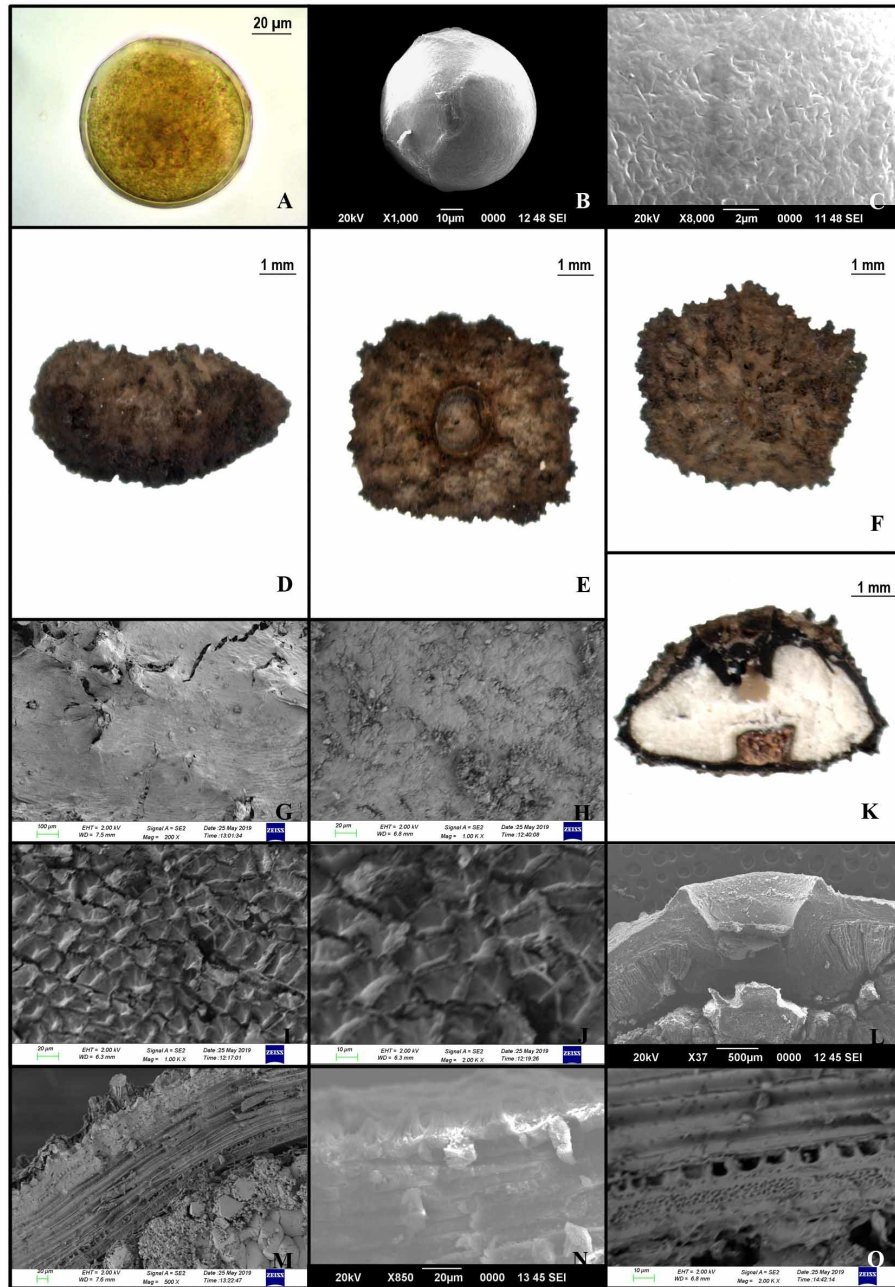 20 µm
A
B
20kV X1,000 10µm 0000 12 48 SEI
C
20kV X8,000 2µm 0000 11 48 SEI
1 mm
D
1 mm
E
1 mm
F
G
100 µm EHT = 2.00 kV Signal A = SE2 Date :25 May 2019 ZEISS
WD = 7.5 mm Mag = 200 X Time :13:01:34
H
20 µm EHT = 2.00 kV Signal A = SE2 Date :25 May 2019 ZEISS
WD = 6.8 mm Mag = 1.00 K X Time :12:40:08
1 mm
K
I
20 µm EHT = 2.00 kV Signal A = SE2 Date :25 May 2019 ZEISS
WD = 6.3 mm Mag = 1.00 K X Time :12:17:01
J
10 µm EHT = 2.00 kV Signal A = SE2 Date :25 May 2019 ZEISS
WD = 6.3 mm Mag = 2.00 K X Time :12:19:26
L
20kV X37 500µm 0000 12 45 SEI
M
20 µm EHT = 2.00 kV Signal A = SE2 Date :25 May 2019 ZEISS
WD = 7.6 mm Mag = 500 X Time :13:22:47
N
20kV X850 20µm 0000 13 45 SEI
O
10 µm EHT = 2.00 kV Signal A = SE2 Date :25 May 2019 ZEISS
WD = 6.8 mm Mag = 2.00 K X Time :14:42:14